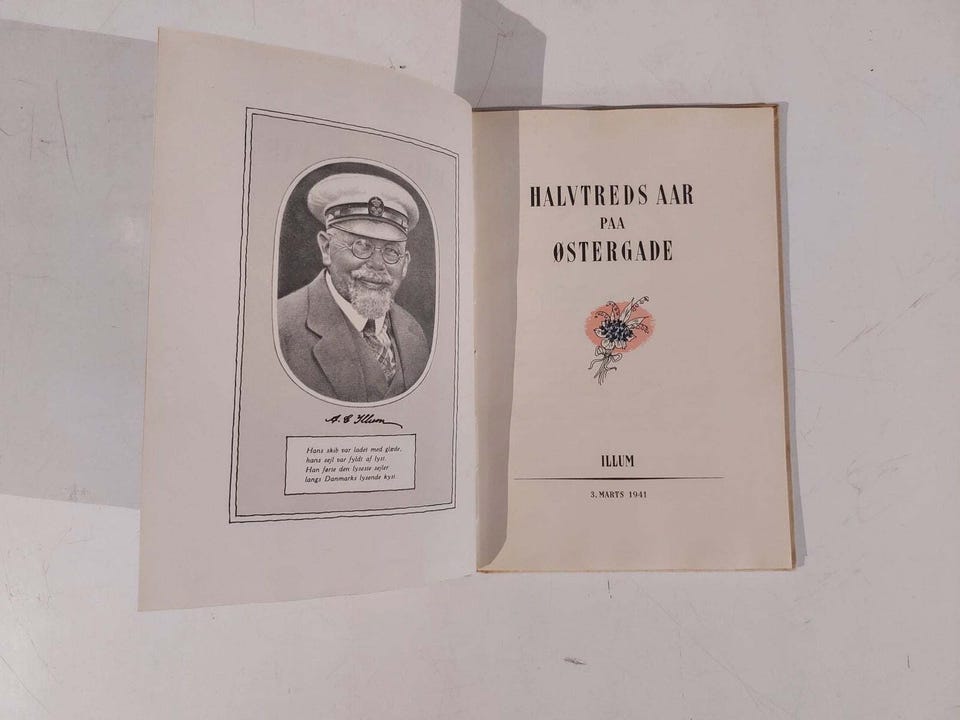 A. C. Illum
Hans skib var ladet med glæde,
hans sejl var fyldt af lyst.
Han førte den lyseste sejler
langs Danmarks lysende kyst.
HALVTREDS AAR
PAA
ØSTERGADE
ILLUM
3. MARTS 1941